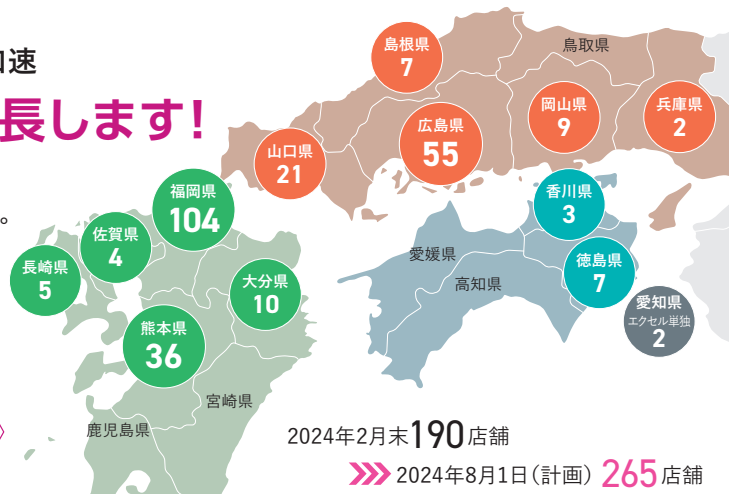 加速
長します!
。
島根県
7
鳥取県
岡山県
9
兵庫県
2
広島県
55
山口県
21
福岡県
104
佐賀県
4
長崎県
5
大分県
10
熊本県
36
宮崎県
鹿児島県
香川県
3
愛媛県
徳島県
7
高知県
愛知県
エクセル単独
2
2024年2月末190店舗
2024年8月1日(計画) 265店舗